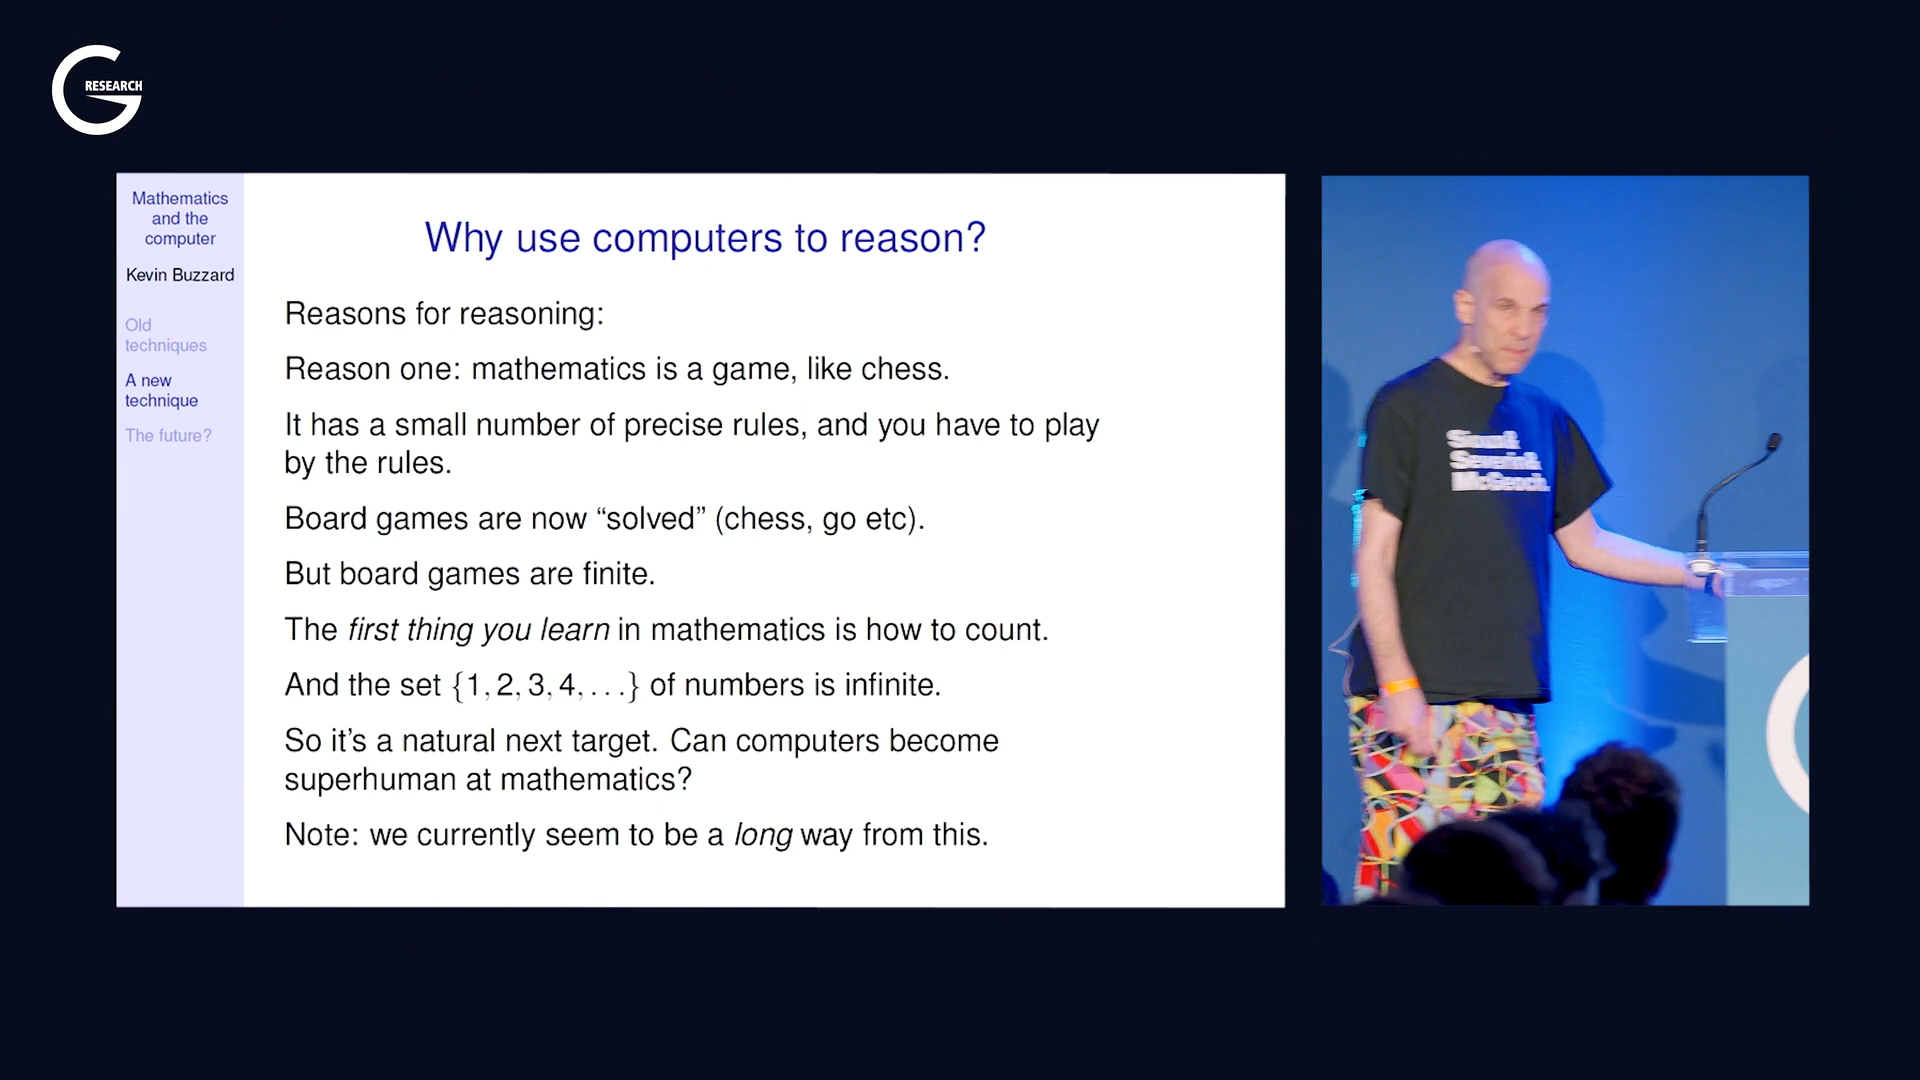 RESEARCH
Mathematics
and the
computer
Kevin Buzzard
Old
techniques
A new
technique
The future?
Why use computers to reason?
Reasons for reasoning:
Reason one: mathematics is a game, like chess.
It has a small number of precise rules, and you have to play
by the rules.
Board games are now “solved” (chess, go etc).
But board games are finite.
The first thing you learn in mathematics is how to count.
And the set {1, 2, 3, 4, . . .} of numbers is infinite.
So it’s a natural next target. Can computers become
superhuman at mathematics?
Note: we currently seem to be a long way from this.
Severin&
McGeoch.